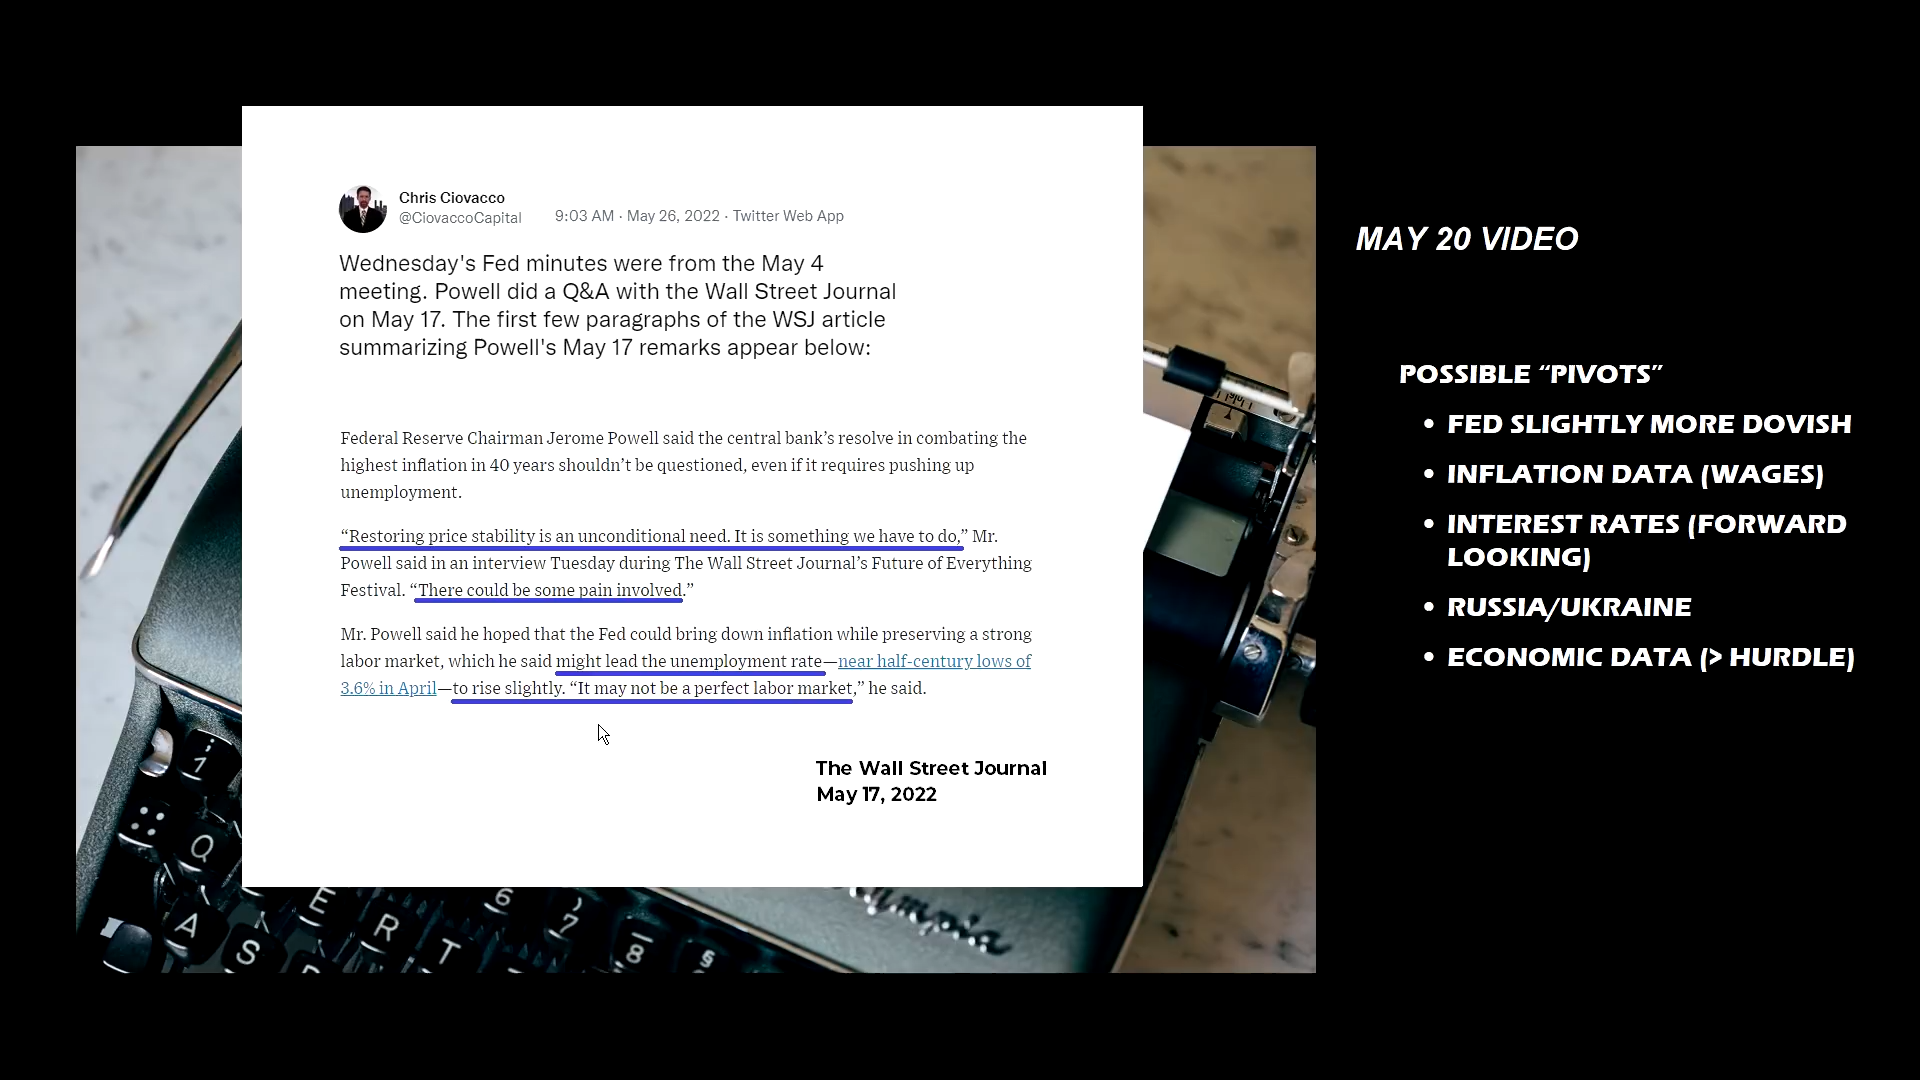 Chris Ciovacco
@CiovaccoCapital
9:03 AM · May 26, 2022 · Twitter Web App
Wednesday's Fed minutes were from the May 4
meeting. Powell did a Q&A with the Wall Street Journal
on May 17. The first few paragraphs of the WSJ article
summarizing Powell's May 17 remarks appear below:
Federal Reserve Chairman Jerome Powell said the central bank’s resolve in combating the
highest inflation in 40 years shouldn’t be questioned, even if it requires pushing up
unemployment.
“Restoring price stability is an unconditional need. It is something we have to do,” Mr.
Powell said in an interview Tuesday during The Wall Street Journal’s Future of Everything
Festival. “There could be some pain involved.”
Mr. Powell said he hoped that the Fed could bring down inflation while preserving a strong
labor market, which he said might lead the unemployment rate—near half-century lows of
3.6% in April—to rise slightly. “It may not be a perfect labor market,” he said.
The Wall Street Journal
May 17, 2022
MAY 20 VIDEO
POSSIBLE “PIVOTS”
• FED SLIGHTLY MORE DOVISH
• INFLATION DATA (WAGES)
• INTEREST RATES (FORWARD
LOOKING)
• RUSSIA/UKRAINE
• ECONOMIC DATA (> HURDLE)
Q
A
S
E
R
T
6
7
8